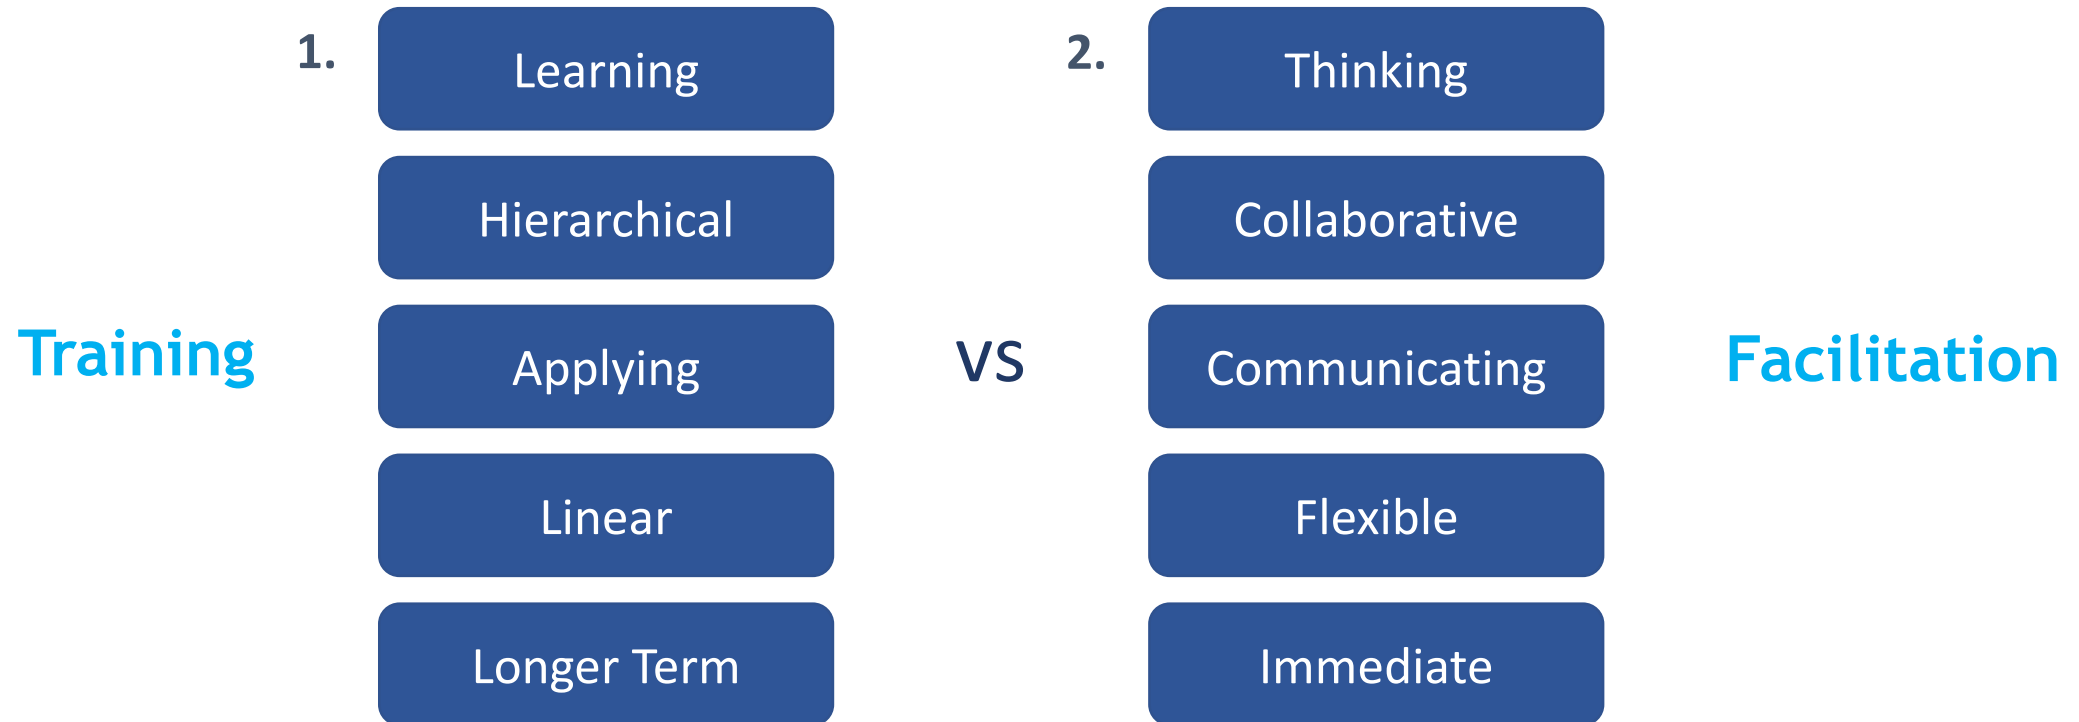 Training
1.
Learning
Hierarchical
Applying
Linear
Longer Term
VS
2.
Thinking
Collaborative
Communicating
Flexible
Immediate
Facilitation